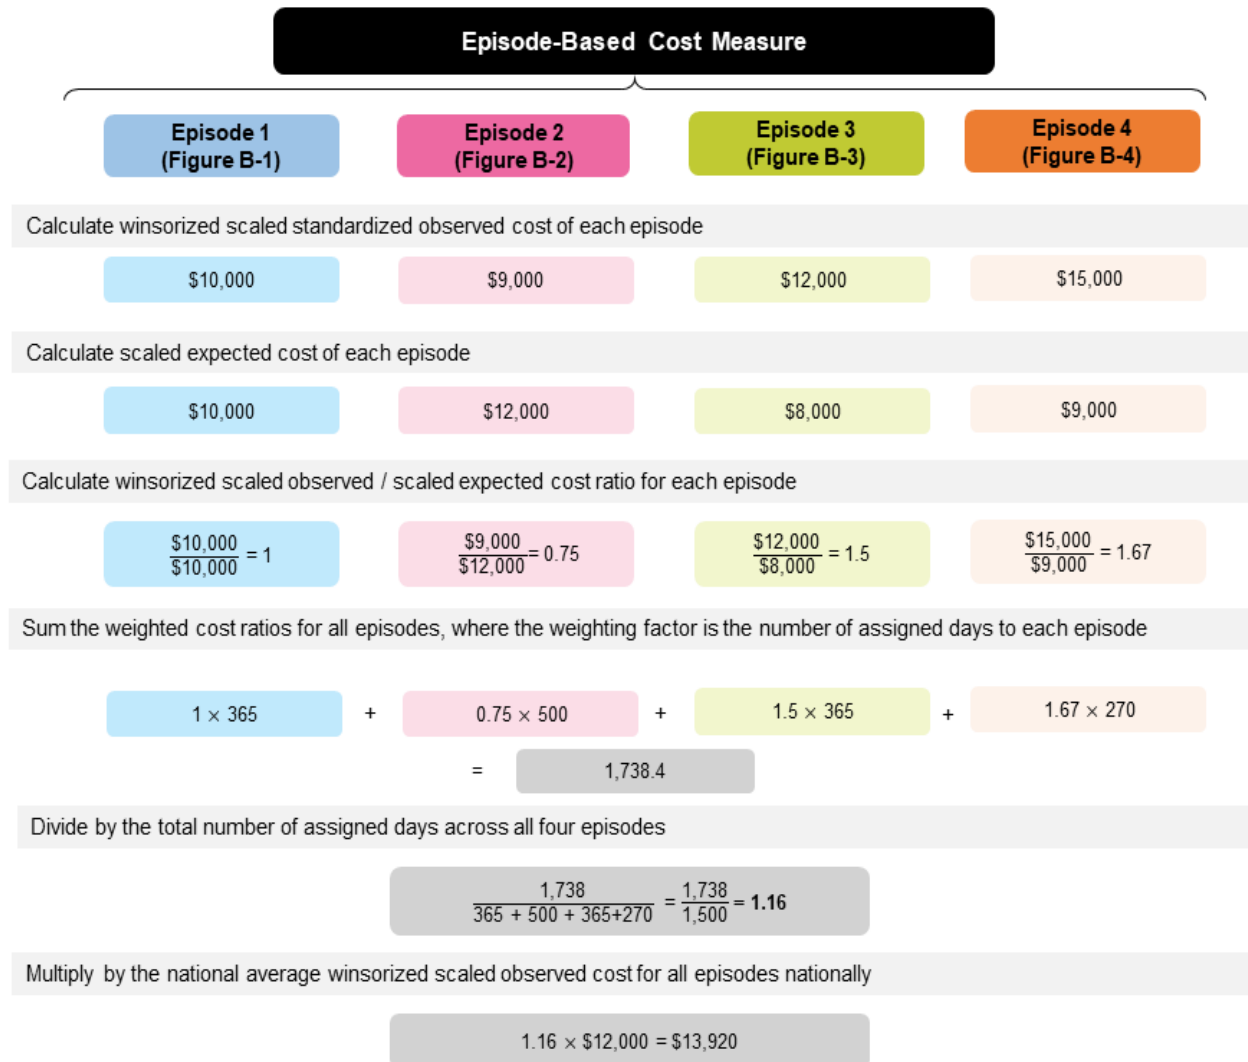 Episode-Based Cost Measure
Episode 1
(Figure B-1)
Episode 2
(Figure B-2)
Episode 3
(Figure B-3)
Episode 4
(Figure B-4)
Calculate winsorized scaled standardized observed cost of each episode
$10,000
$9,000
$12,000
$15,000
Calculate scaled expected cost of each episode
$10,000
$12,000
$8,000
$9,000
Calculate winsorized scaled observed / scaled expected cost ratio for each episode
$10,000
$10,000 = 1
$9,000
$12,000 = 0.75
$12,000
$8,000 = 1.5
$15,000
$9,000 = 1.67
Sum the weighted cost ratios for all episodes, where the weighting factor is the number of assigned days to each episode
1 × 365 + 0.75 × 500 + 1.5 × 365 + 1.67 × 270
= 1,738.4
Divide by the total number of assigned days across all four episodes
1,738
365 + 500 + 365+270
= 1,738
1,500
= 1.16
Multiply by the national average winsorized scaled observed cost for all episodes nationally
1.16 × $12,000 = $13,920